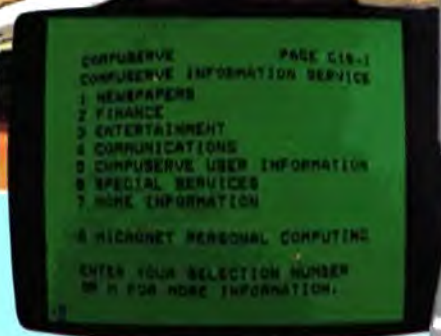 COMPUSERVE PAGE CIS-1
COMPUSERVE INFORMATION SERVICE
1 NEWSPAPERS
2 FINANCE
3 ENTERTAINMENT
4 COMMUNICATIONS
5 COMPUSERVE USER INFORMATION
6 SPECIAL SERVICES
7 HOME INFORMATION
8 MICRONET PERSONAL COMPUTING
ENTER YOUR SELECTION NUMBER
OR M FOR MORE INFORMATION.